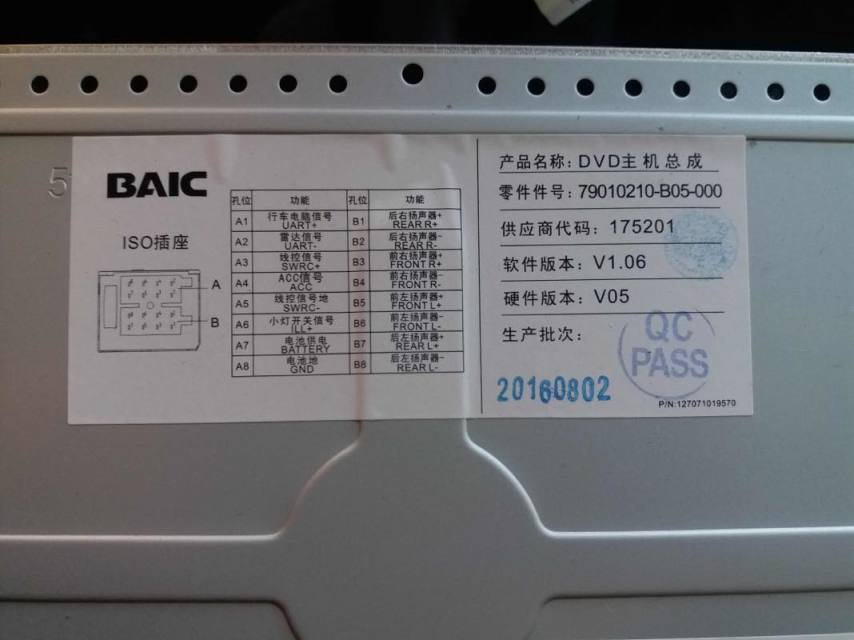 5
BAIC
ISO插座
A
B
孔位 功能 孔位 功能
A1 行车电脑信号 UART+ B1 后右扬声器+ REAR R+
A2 雷达信号 UART- B2 后右扬声器- REAR R-
A3 线控信号 SWRC+ B3 前右扬声器+ FRONT R+
A4 ACC信号 ACC B4 前右扬声器- FRONT R-
A5 线控信号地 SWRC- B5 前左扬声器+ FRONT L+
A6 小灯开关信号 ILL+ B6 前左扬声器- FRONT L-
A7 电池供电 BATTERY B7 后左扬声器+ REAR L+
A8 电池地 GND B8 后左扬声器- REAR L-
产品名称：DVD主机总成
零件件号：79010210-B05-000
供应商代码：175201
软件版本：V1.06
硬件版本：V05
生产批次：
QC
PASS
20160802
P/N:127071019570